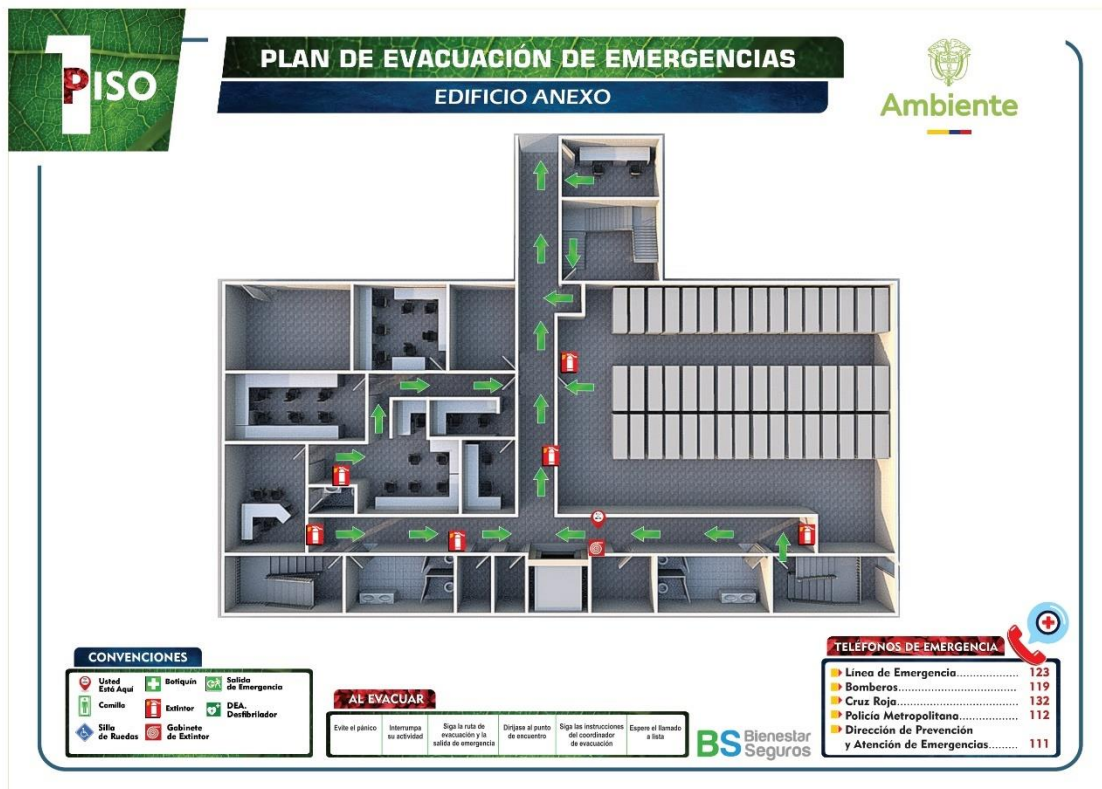 1
PISO
PLAN DE EVACUACIÓN DE EMERGENCIAS
EDIFICIO ANEXO
Ambiente
CONVENCIONES
Usted
Está Aquí
Botiquín
Salida
de Emergencia
Camilla
Extintor
DEA.
Desfibrilador
Silla
de Ruedas
Gabinete
de Extintor
AL EVACUAR
Evite el pánico
Interrumpa
su actividad
Siga la ruta de
evacuación y la
salida de emergencia
Diríjase al punto
de encuentro
Siga las instrucciones
del coordinador
de evacuación
Espere el llamado
a lista
BS Bienestar
Seguros
TELÉFONOS DE EMERGENCIA
Línea de Emergencia................ 123
Bomberos................ 119
Cruz Roja................ 132
Policía Metropolitana................ 112
Dirección de Prevención
y Atención de Emergencias........ 111